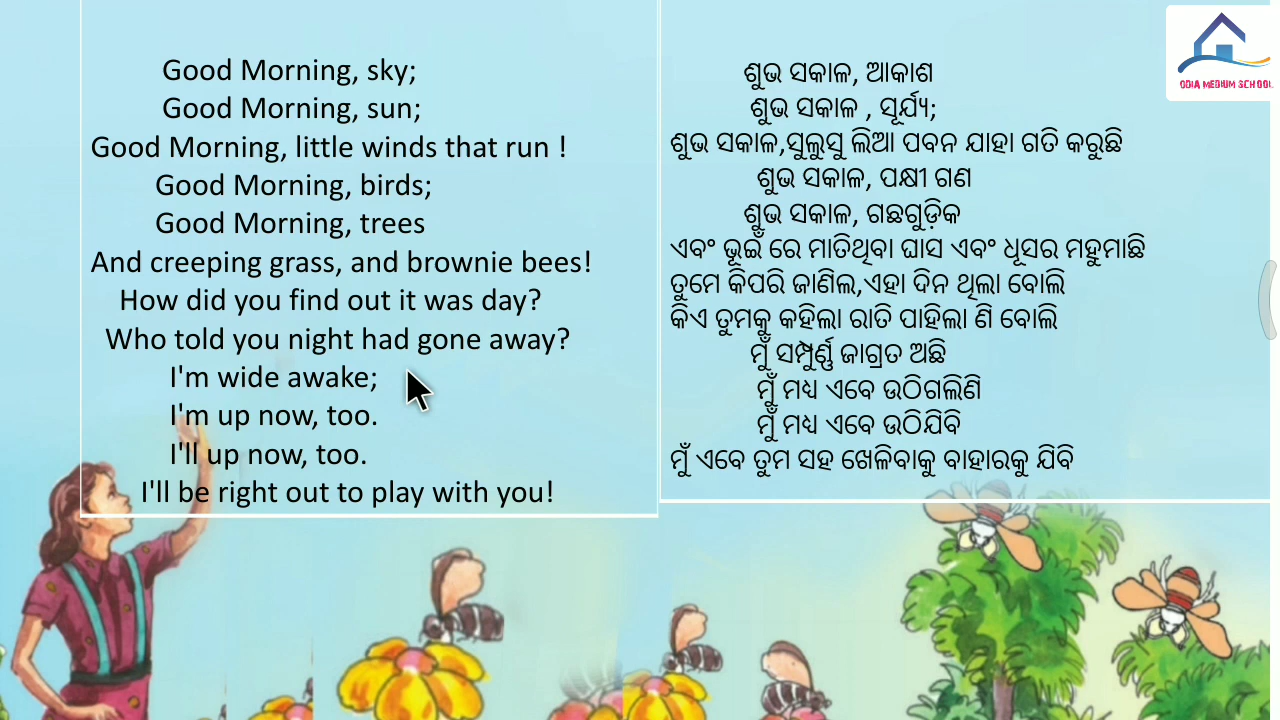 Good Morning, sky;
Good Morning, sun;
Good Morning, little winds that run !
Good Morning, birds;
Good Morning, trees
And creeping grass, and brownie bees!
How did you find out it was day?
Who told you night had gone away?
I'm wide awake;
I'm up now, too.
I'll up now, too.
I'll be right out to play with you!
ଶୁଭ ସକାଳ, ଆକାଶ
ଶୁଭ ସକାଳ , ସୂର୍ଯ୍ୟ;
ଶୁଭ ସକାଳ,ସୁଲୁସୁ ଲିଆ ପବନ ଯାହା ଗତି କରୁଛି
ଶୁଭ ସକାଳ, ପକ୍ଷୀ ଗଣ
ଶୁଭ ସକାଳ, ଗଛଗୁଡ଼ିକ
ଏବଂ ଭୂଇଁ ରେ ମାତିଥିବା ଘାସ ଏବଂ ଧୂସର ମହୁମାଛି
ତୁମେ କିପରି ଜାଣିଲ,ଏହା ଦିନ ଥିଲା ବୋଲି
କିଏ ତୁମକୁ କହିଲା ରାତି ପାହିଲା ଣି ବୋଲି
ମୁଁ ସମ୍ପୁର୍ଣ୍ଣ ଜାଗ୍ରତ ଅଛି
ମୁଁ ମଧ୍ୟ ଏବେ ଉଠିଗଲିଣି
ମୁଁ ମଧ୍ୟ ଏବେ ଉଠିଯିବି
ମୁଁ ଏବେ ତୁମ ସହ ଖେଳିବାକୁ ବାହାରକୁ ଯିବି
ODIA MEDIUM SCHOOL